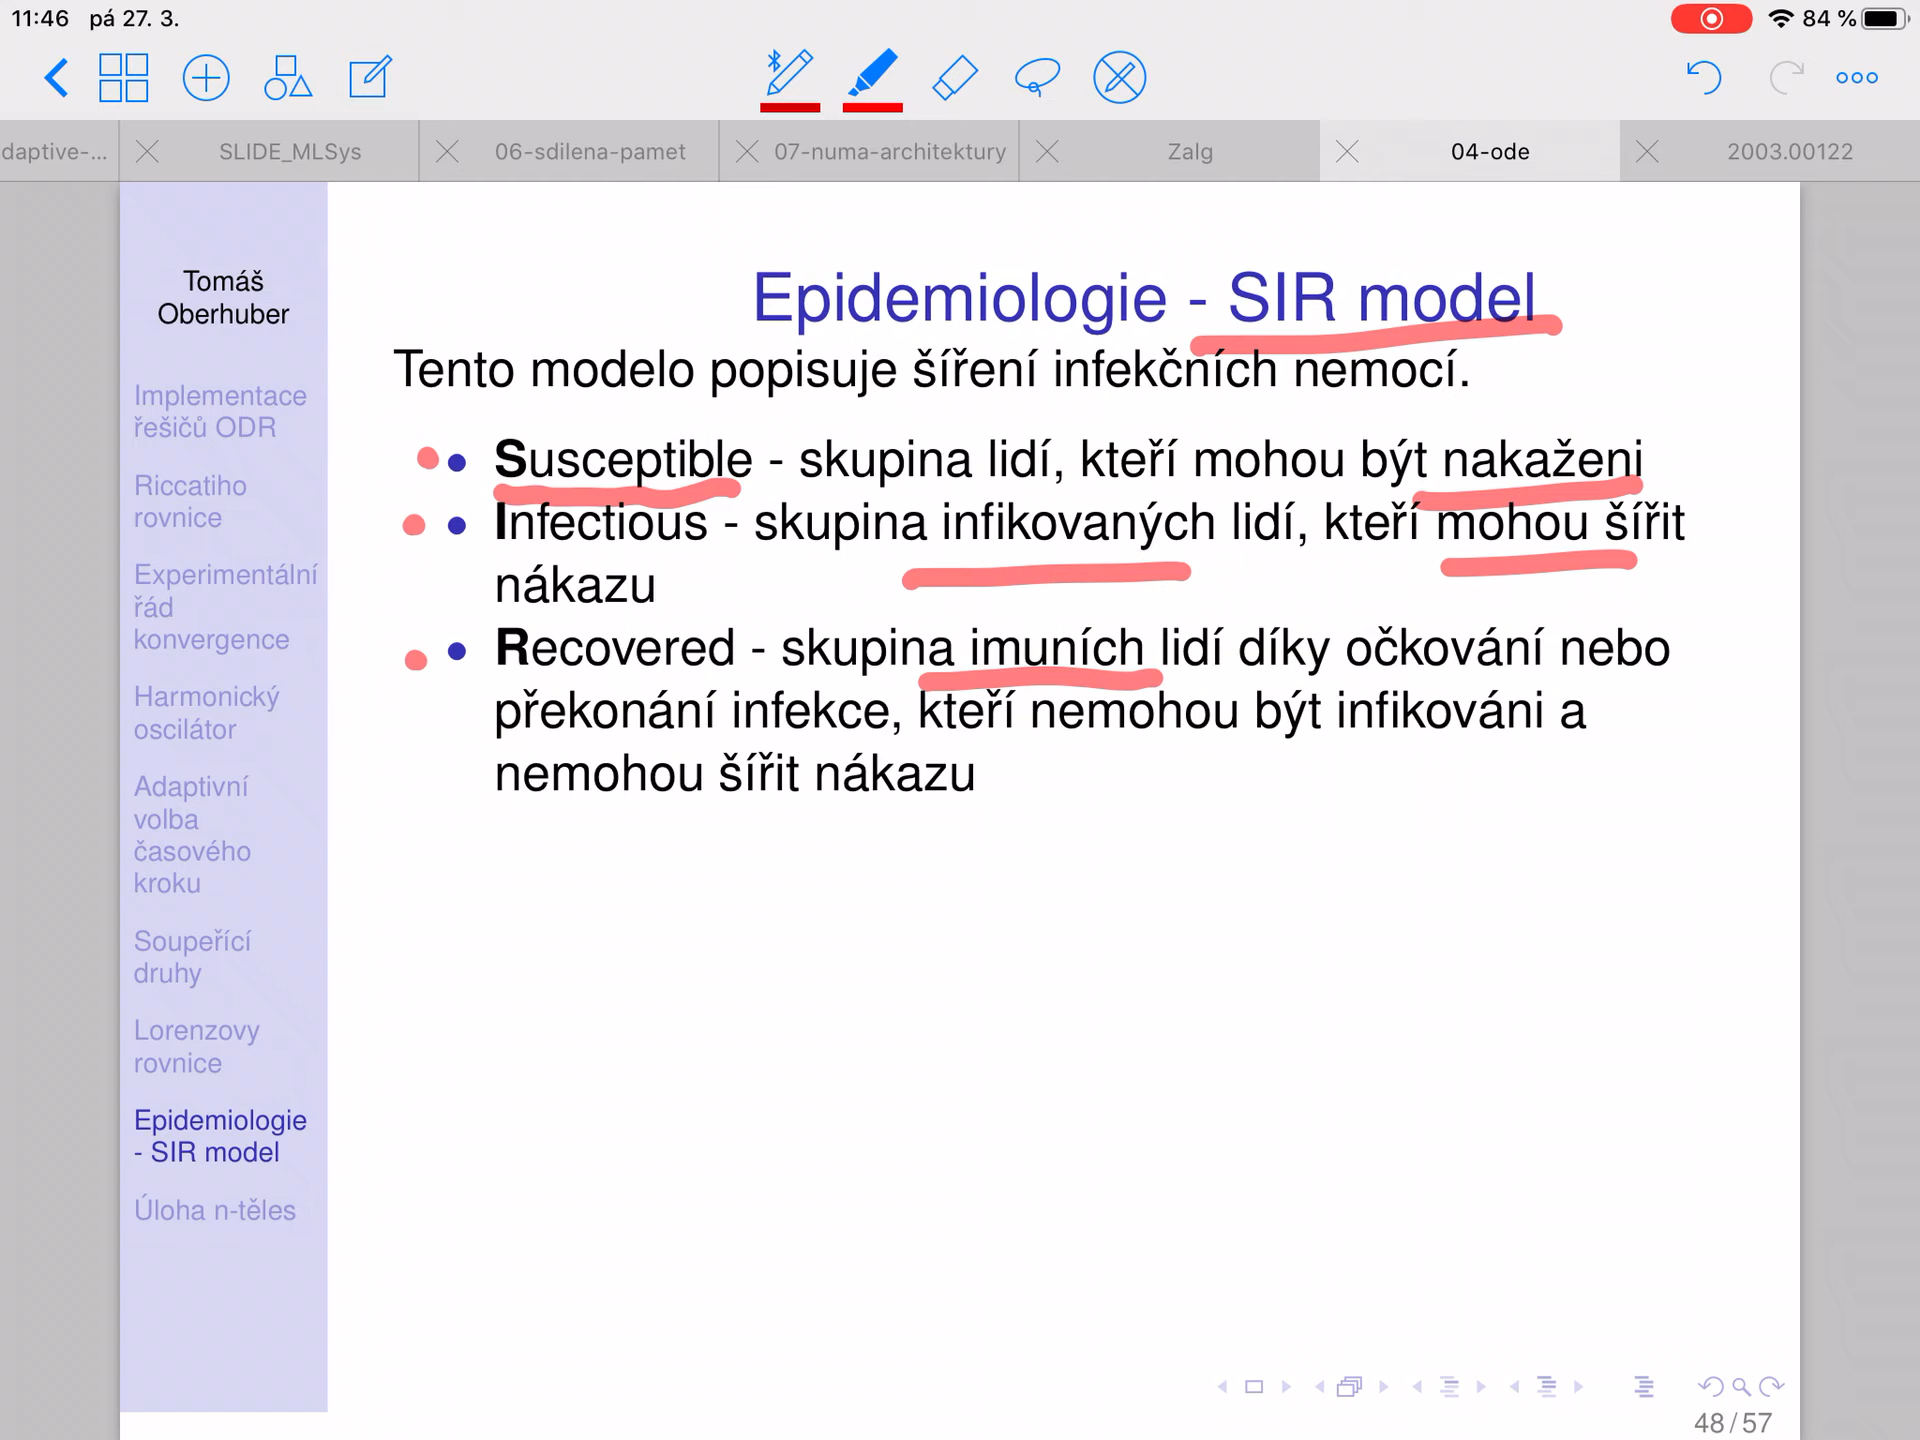 11:46 pá 27. 3.
84 %
daptive-...
SLIDE_MLSys
06-sdilena-pamet
07-numa-architektury
Zalg
04-ode
2003.00122
Tomáš
Oberhuber
Implementace
řešičů ODR
Riccatiho
rovnice
Experimentální
řád
konvergence
Harmonický
oscilátor
Adaptivní
volba
časového
kroku
Soupeřící
druhy
Lorenzovy
rovnice
Epidemiologie
- SIR model
Úloha n-těles
Epidemiologie - SIR model
Tento modelo popisuje šíření infekčních nemocí.
Susceptible - skupina lidí, kteří mohou být nakaženi
Infectious - skupina infikovaných lidí, kteří mohou šířit
nákazu
Recovered - skupina imuních lidí díky očkování nebo
překonání infekce, kteří nemohou být infikováni a
nemohou šířit nákazu
48 / 57